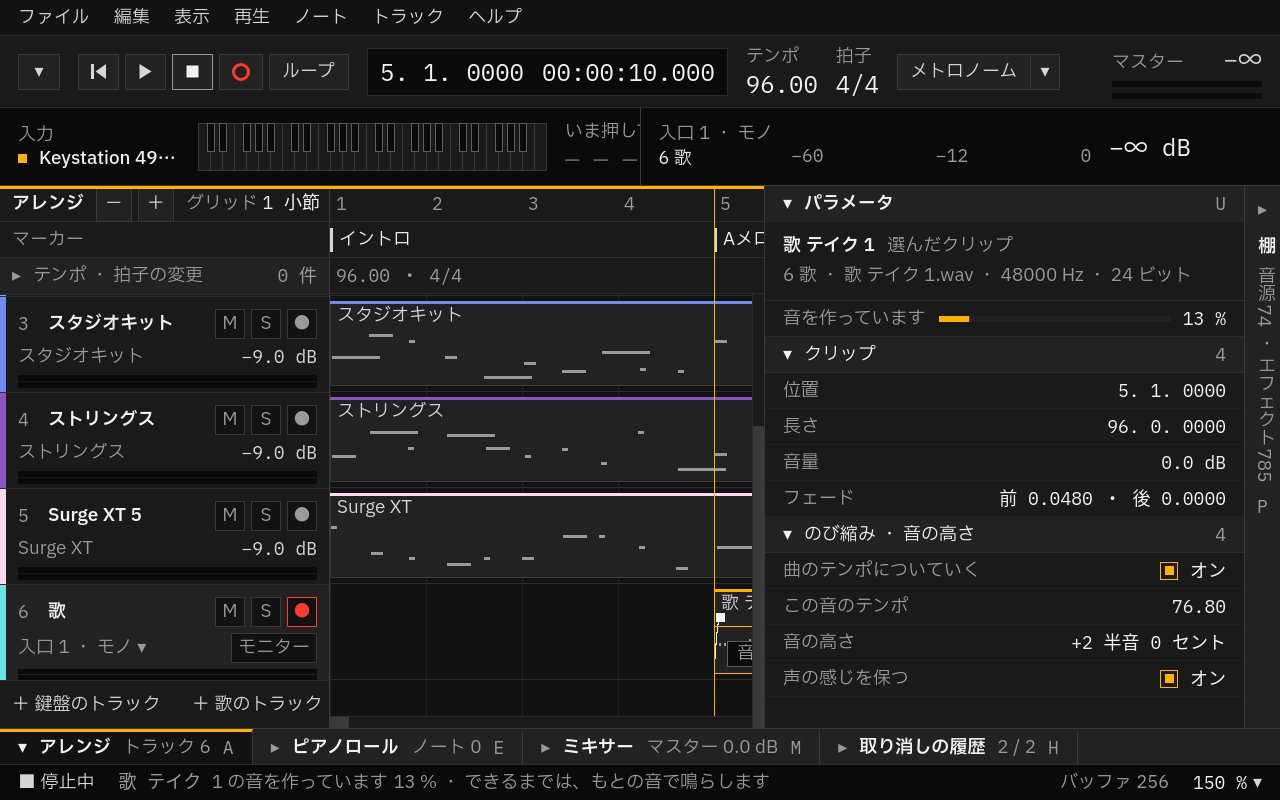 ファイル 編集 表示 再生 ノート トラック ヘルプ
▼ ループ 5. 1. 0000 00:00:10.000 テンポ 96.00 拍子 4/4 メトロノーム ▼ マスター −∞
入力
Keystation 49…
いま押し
— — —
入口 1 · モノ
6 歌
−60 −12 0 −∞ dB
アレンジ − + グリッド 1 小節
1 2 3 4 5
マーカー
イントロ Aメロ
▶ テンポ · 拍子の変更 0 件
96.00 • 4/4
3 スタジオキット M S
スタジオキット −9.0 dB
スタジオキット
4 ストリングス M S
ストリングス −9.0 dB
ストリングス
5 Surge XT 5 M S
Surge XT −9.0 dB
Surge XT
6 歌 M S
入口 1 · モノ ▼ モニター
歌 テ
音
+ 鍵盤のトラック + 歌のトラック
▼ パラメータ U
歌 テイク 1 選んだクリップ
6 歌 · 歌 テイク 1.wav · 48000 Hz · 24 ビット
音を作っています 13 %
▼ クリップ 4
位置 5. 1. 0000
長さ 96. 0. 0000
音量 0.0 dB
フェード 前 0.0480 • 後 0.0000
▼ のび縮み · 音の高さ 4
曲のテンポについていく オン
この音のテンポ 76.80
音の高さ +2 半音 0 セント
声の感じを保つ オン
▶ 棚 音源 74 · エフェクト 785 P
▼ アレンジ トラック 6 A
▶ ピアノロール ノート 0 E
▶ ミキサー マスター 0.0 dB M
▶ 取り消しの履歴 2 / 2 H
■ 停止中 歌 テイク 1 の音を作っています 13 % · できるまでは、もとの音で鳴らします
バッファ 256 150 % ▼